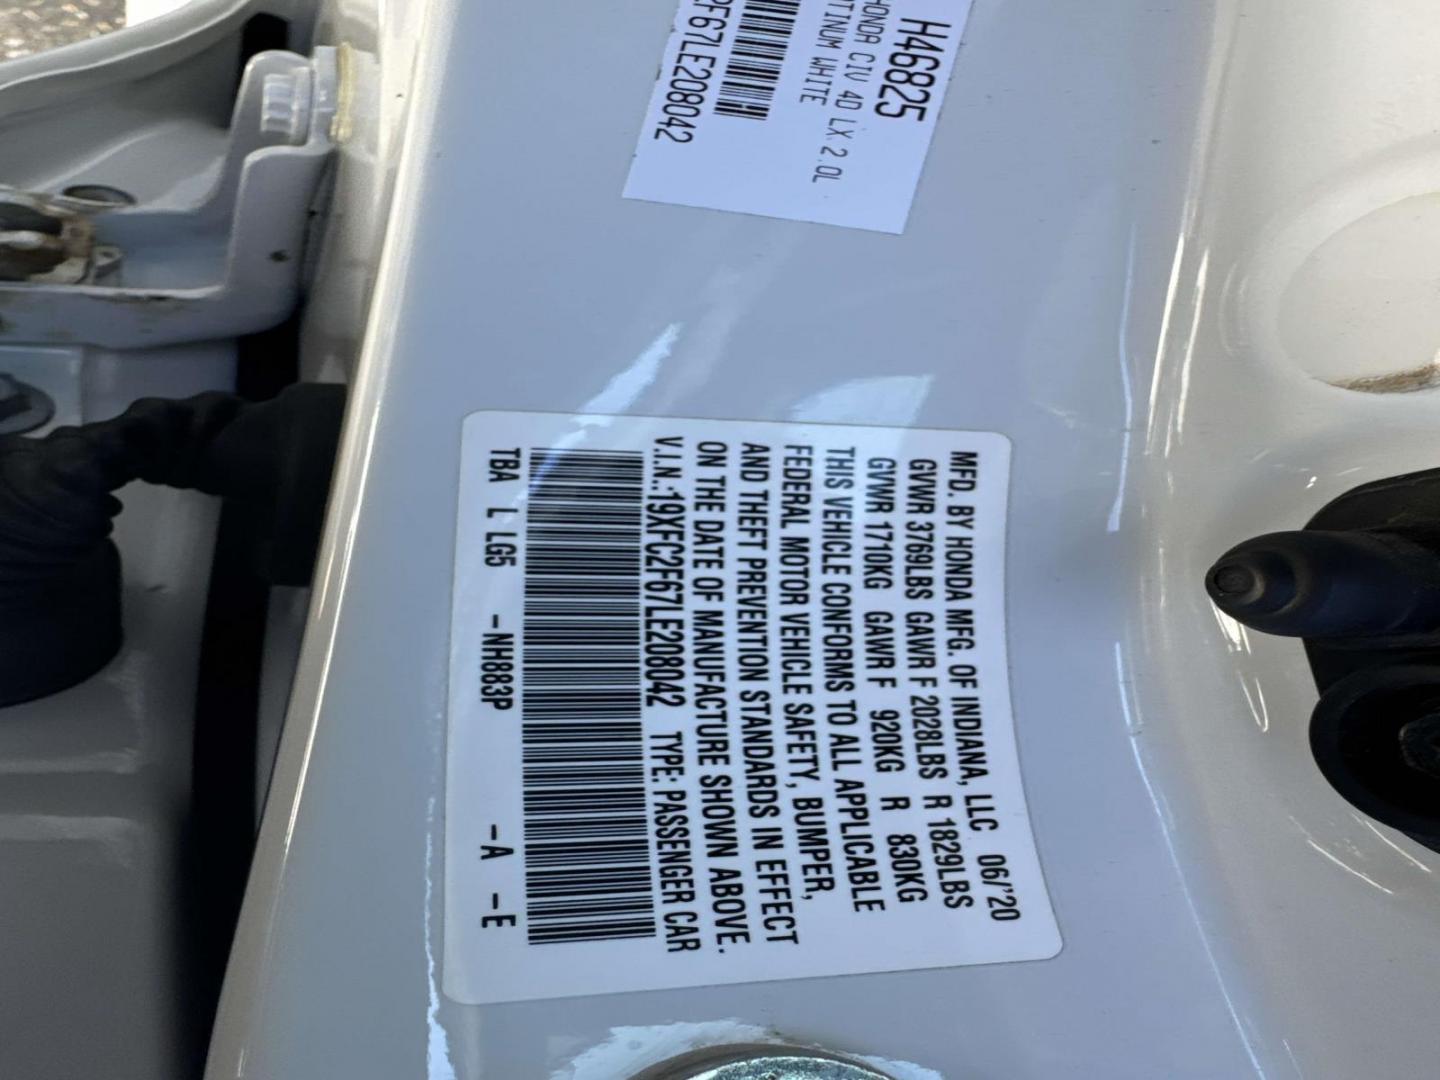 H46825
HONDA CIV 4D LX 2.0L
WHITE
F67LE208042
MFD. BY HONDA MFG. OF INDIANA, LLC 06/'20
GVWR 3769LBS GAWR F 2028LBS R 1829LBS
GVWR 1710KG GAWR F 920KG R 830KG
THIS VEHICLE CONFORMS TO ALL APPLICABLE
FEDERAL MOTOR VEHICLE SAFETY, BUMPER,
AND THEFT PREVENTION STANDARDS IN EFFECT
ON THE DATE OF MANUFACTURE SHOWN ABOVE.
V.I.N.:19XFC2F67LE208042 TYPE: PASSENGER CAR
TBA L LG5 -NH883P -A -E